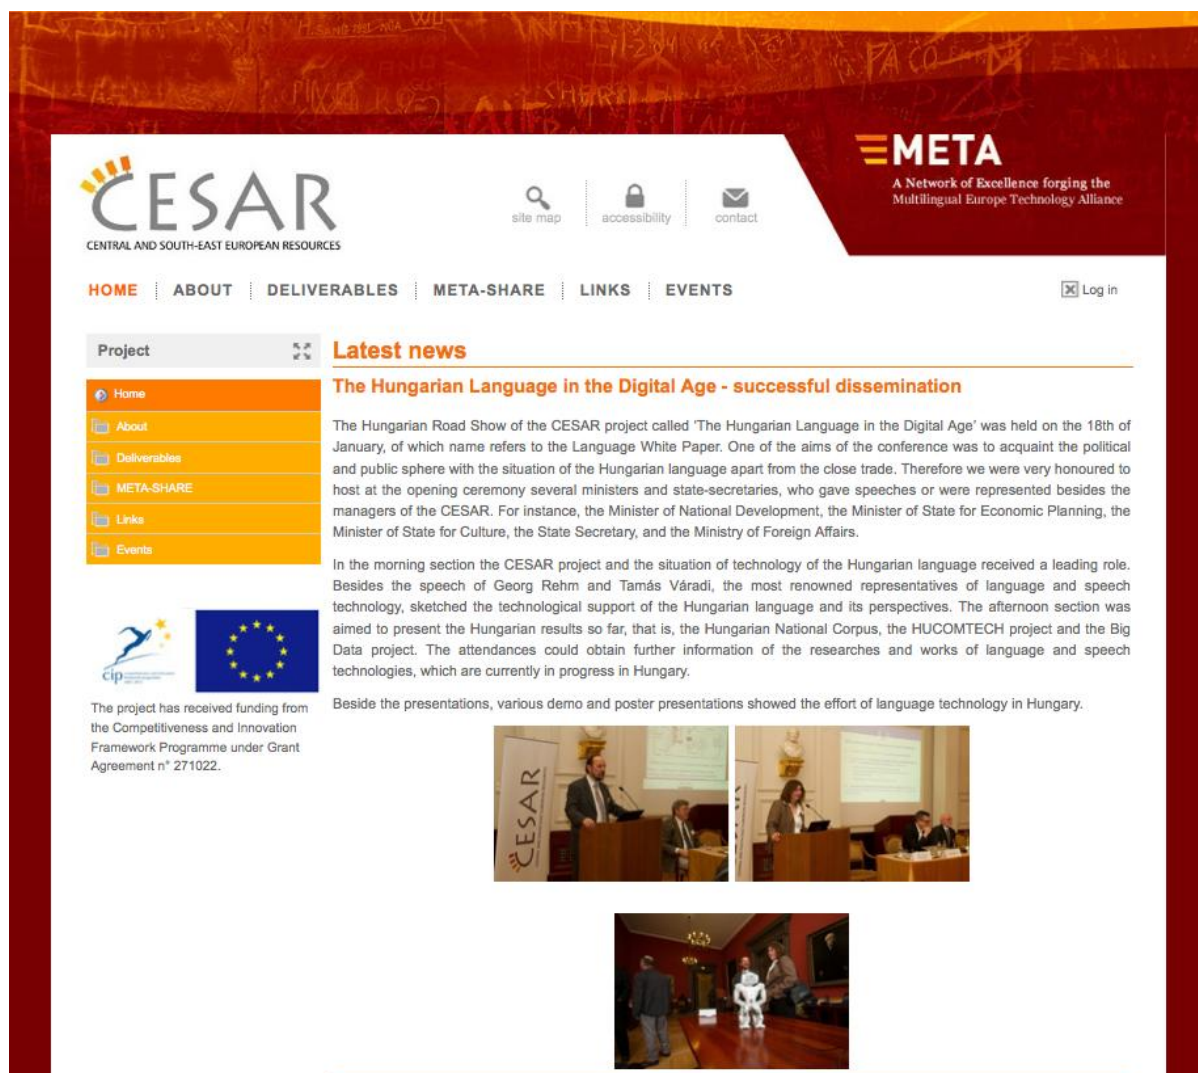 CESAR
CENTRAL AND SOUTH-EAST EUROPEAN RESOURCES
site map
accessibility
contact
META
A Network of Excellence forging the
Multilingual Europe Technology Alliance
HOME ABOUT DELIVERABLES META-SHARE LINKS EVENTS
Log in
Project
Home
About
Deliverables
META-SHARE
Links
Events
cip
The project has received funding from
the Competitiveness and Innovation
Framework Programme under Grant
Agreement n° 271022.
Latest news
The Hungarian Language in the Digital Age - successful dissemination
The Hungarian Road Show of the CESAR project called 'The Hungarian Language in the Digital Age' was held on the 18th of
January, of which name refers to the Language White Paper. One of the aims of the conference was to acquaint the political
and public sphere with the situation of the Hungarian language apart from the close trade. Therefore we were very honoured to
host at the opening ceremony several ministers and state-secretaries, who gave speeches or were represented besides the
managers of the CESAR. For instance, the Minister of National Development, the Minister of State for Economic Planning, the
Minister of State for Culture, the State Secretary, and the Ministry of Foreign Affairs.
In the morning section the CESAR project and the situation of technology of the Hungarian language received a leading role.
Besides the speech of Georg Rehm and Tamás Váradi, the most renowned representatives of language and speech
technology, sketched the technological support of the Hungarian language and its perspectives. The afternoon section was
aimed to present the Hungarian results so far, that is, the Hungarian National Corpus, the HUCOMTECH project and the Big
Data project. The attendances could obtain further information of the researches and works of language and speech
technologies, which are currently in progress in Hungary.
Beside the presentations, various demo and poster presentations showed the effort of language technology in Hungary.
CESAR